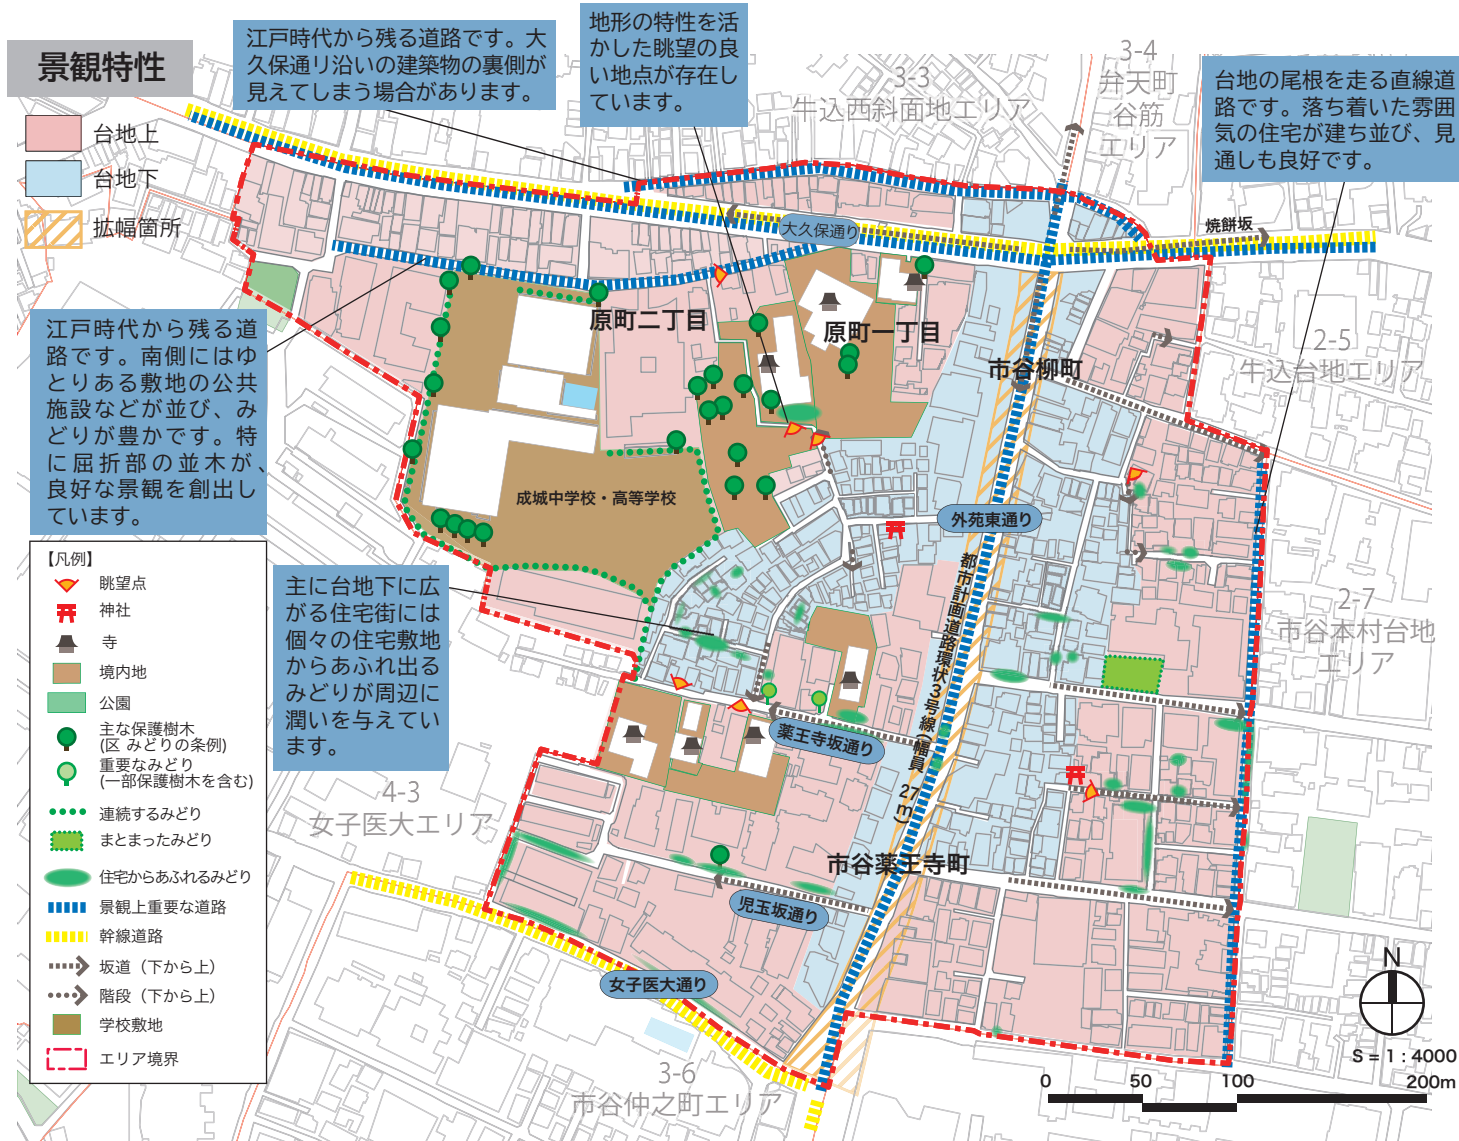 景観特性
台地上
台地下
拡幅箇所
江戸時代から残る道路です。大
久保通り沿いの建築物の裏側が
見えてしまう場合があります。
地形の特性を活
かした眺望の良
い地点が存在し
ています。
台地の尾根を走る直線道
路です。落ち着いた雰囲
気の住宅が建ち並び、見
通しも良好です。
3-3
牛込西斜面地エリア
3-4
弁天町
谷筋
エリア
焼餅坂
大久保通り
原町二丁目
原町一丁目
市谷柳町
2-5
牛込台地エリア
江戸時代から残る道
路です。南側にはゆ
とりある敷地の公共
施設などが並び、み
どりが豊かです。特
に屈折部の並木が、
良好な景観を創出し
ています。
成城中学校・高等学校
外苑東通り
都市計画道路環状3号線(幅員 27m)
2-7
市谷本村台地
エリア
主に台地下に広
がる住宅街には
個々の住宅敷地
からあふれ出る
みどりが周辺に
潤いを与えてい
ます。
薬王寺坂通り
4-3
女子医大エリア
市谷薬王寺町
児玉坂通り
女子医大通り
3-6
市谷仲之町エリア
【凡例】
眺望点
神社
寺
境内地
公園
主な保護樹木
(区 みどりの条例)
重要なみどり
(一部保護樹木を含む)
連続するみどり
まとまったみどり
住宅からあふれるみどり
景観上重要な道路
幹線道路
坂道（下から上）
階段（下から上）
学校敷地
エリア境界
N
S = 1 : 4000
0 50 100 200m